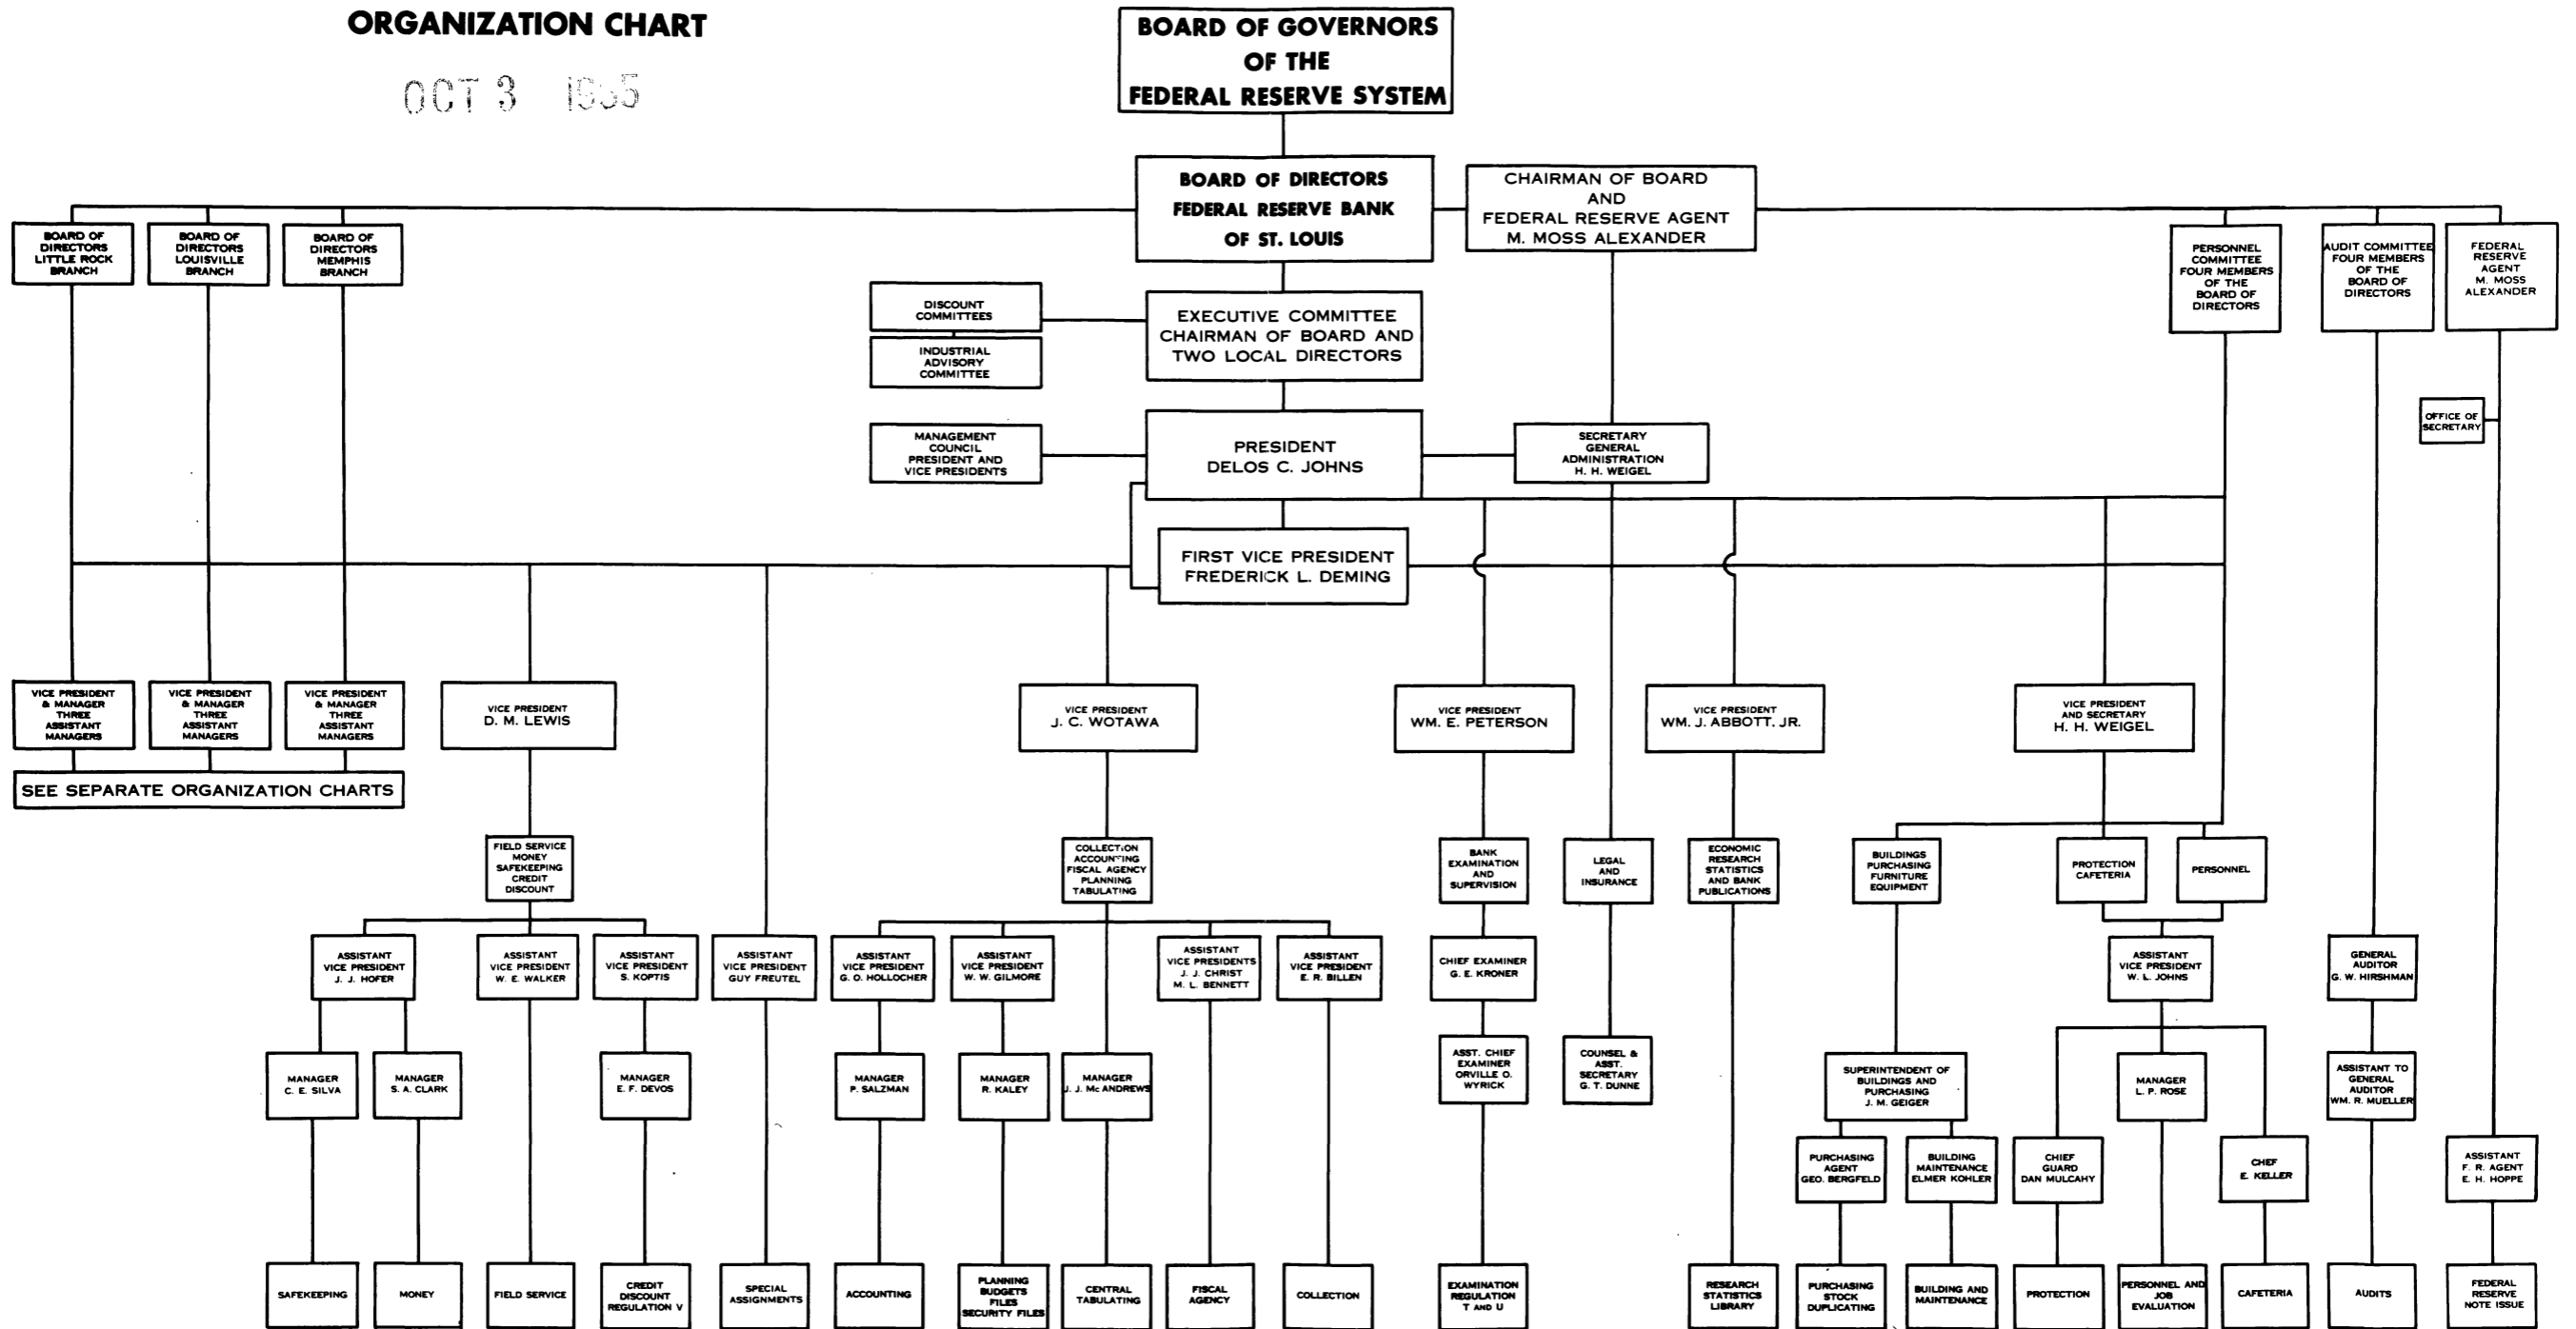 ORGANIZATION CHART
OCT 3 1955
BOARD OF GOVERNORS
OF THE
FEDERAL RESERVE SYSTEM
BOARD OF DIRECTORS
FEDERAL RESERVE BANK
OF ST. LOUIS
CHAIRMAN OF BOARD
AND
FEDERAL RESERVE AGENT
M. MOSS ALEXANDER
BOARD OF
DIRECTORS
LITTLE ROCK
BRANCH
BOARD OF
DIRECTORS
LOUISVILLE
BRANCH
BOARD OF
DIRECTORS
MEMPHIS
BRANCH
PERSONNEL
COMMITTEE
FOUR MEMBERS
OF THE
BOARD OF
DIRECTORS
AUDIT COMMITTEE
FOUR MEMBERS
OF THE
BOARD OF
DIRECTORS
FEDERAL
RESERVE
AGENT
M. MOSS
ALEXANDER
DISCOUNT
COMMITTEES
INDUSTRIAL
ADVISORY
COMMITTEE
EXECUTIVE COMMITTEE
CHAIRMAN OF BOARD AND
TWO LOCAL DIRECTORS
OFFICE OF
SECRETARY
MANAGEMENT
COUNCIL
PRESIDENT AND
VICE PRESIDENTS
PRESIDENT
DELOS C. JOHNS
SECRETARY
GENERAL
ADMINISTRATION
H. H. WEIGEL
FIRST VICE PRESIDENT
FREDERICK L. DEMING
VICE PRESIDENT
& MANAGER
THREE
ASSISTANT
MANAGERS
VICE PRESIDENT
& MANAGER
THREE
ASSISTANT
MANAGERS
VICE PRESIDENT
& MANAGER
THREE
ASSISTANT
MANAGERS
VICE PRESIDENT
D. M. LEWIS
VICE PRESIDENT
J. C. WOTAWA
VICE PRESIDENT
WM. E. PETERSON
VICE PRESIDENT
WM. J. ABBOTT, JR.
VICE PRESIDENT
AND SECRETARY
H. H. WEIGEL
SEE SEPARATE ORGANIZATION CHARTS
FIELD SERVICE
MONEY
SAFEKEEPING
CREDIT
DISCOUNT
COLLECTION
ACCOUNTING
FISCAL AGENCY
PLANNING
TABULATING
BANK
EXAMINATION
AND
SUPERVISION
LEGAL
AND
INSURANCE
ECONOMIC
RESEARCH
STATISTICS
AND BANK
PUBLICATIONS
BUILDINGS
PURCHASING
FURNITURE
EQUIPMENT
PROTECTION
CAFETERIA
PERSONNEL
ASSISTANT
VICE PRESIDENT
J. J. HOFER
ASSISTANT
VICE PRESIDENT
W. E. WALKER
ASSISTANT
VICE PRESIDENT
S. KOPTIS
ASSISTANT
VICE PRESIDENT
GUY FREUTEL
ASSISTANT
VICE PRESIDENT
G. O. HOLLOCHER
ASSISTANT
VICE PRESIDENT
W. W. GILMORE
ASSISTANT
VICE PRESIDENTS
J. J. CHRIST
M. L. BENNETT
ASSISTANT
VICE PRESIDENT
E. R. BILLEN
CHIEF EXAMINER
G. E. KRONER
ASSISTANT
VICE PRESIDENT
W. L. JOHNS
GENERAL
AUDITOR
G. W. HIRSHMAN
MANAGER
C. E. SILVA
MANAGER
S. A. CLARK
MANAGER
E. F. DEVOS
MANAGER
P. SALZMAN
MANAGER
R. KALEY
MANAGER
J. J. McANDREWS
ASST. CHIEF
EXAMINER
ORVILLE O.
WYRICK
COUNSEL &
ASST.
SECRETARY
G. T. DUNNE
SUPERINTENDENT OF
BUILDINGS AND
PURCHASING
J. M. GEIGER
MANAGER
L. P. ROSE
ASSISTANT TO
GENERAL
AUDITOR
WM. R. MUELLER
PURCHASING
AGENT
GEO. BERGFELD
BUILDING
MAINTENANCE
ELMER KOHLER
CHIEF
GUARD
DAN MULCAHY
CHEF
E. KELLER
ASSISTANT
F. R. AGENT
E. H. HOPPE
SAFEKEEPING
MONEY
FIELD SERVICE
CREDIT
DISCOUNT
REGULATION V
SPECIAL
ASSIGNMENTS
ACCOUNTING
PLANNING
BUDGETS
FILES
SECURITY FILES
CENTRAL
TABULATING
FISCAL
AGENCY
COLLECTION
EXAMINATION
REGULATION
T AND U
RESEARCH
STATISTICS
LIBRARY
PURCHASING
STOCK
DUPLICATING
BUILDING AND
MAINTENANCE
PROTECTION
PERSONNEL AND
JOB
EVALUATION
CAFETERIA
AUDITS
FEDERAL
RESERVE
NOTE ISSUE